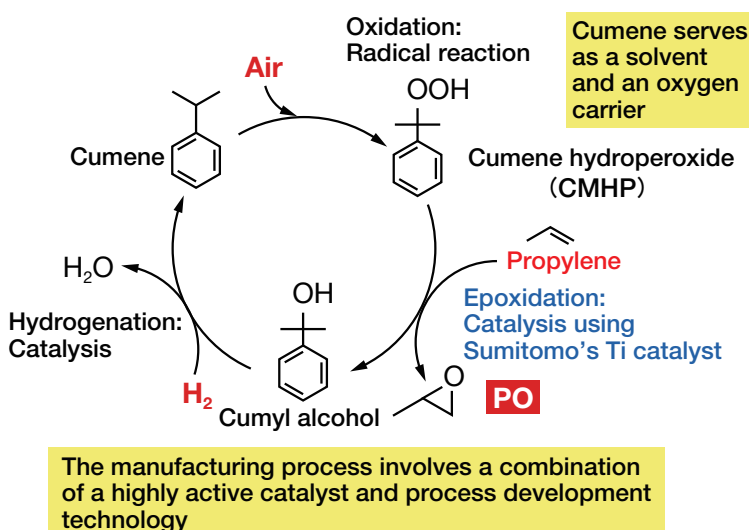 Oxidation:
Radical reaction
Cumene serves
as a solvent
and an oxygen
carrier
Air
OOH
Cumene
Cumene hydroperoxide
(CMHP)
Propylene
H₂O
OH
Epoxidation:
Catalysis using
Sumitomo's Ti catalyst
Hydrogenation:
Catalysis
H₂
Cumyl alcohol
O
PO
The manufacturing process involves a combination
of a highly active catalyst and process development
technology